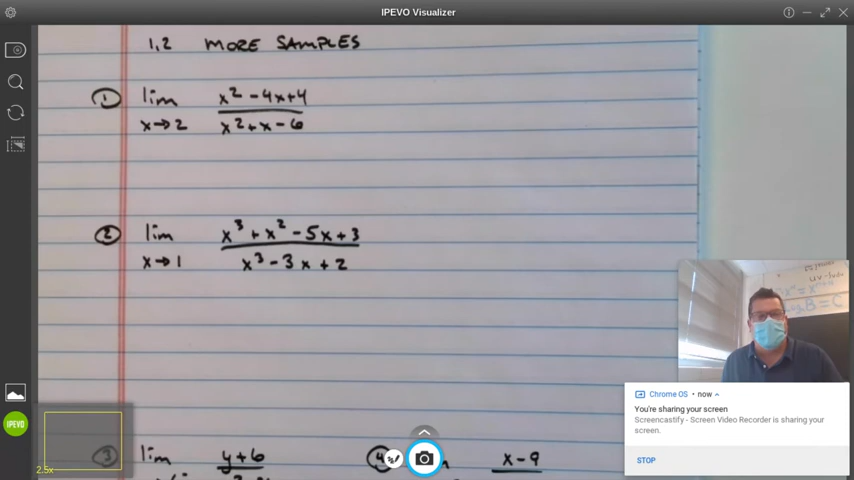 IPEVO Visualizer
1,2 MORE SAMPLES
① lim x→2 (x² - 4x + 4) / (x² + x - 6)
② lim x→1 (x³ + x² - 5x + 3) / (x³ - 3x + 2)
③ lim y + 6
④ x - 9
B = C
Chrome OS • now
You're sharing your screen
Screencastify - Screen Video Recorder is sharing your
screen.
STOP
IPEVO
2.5x